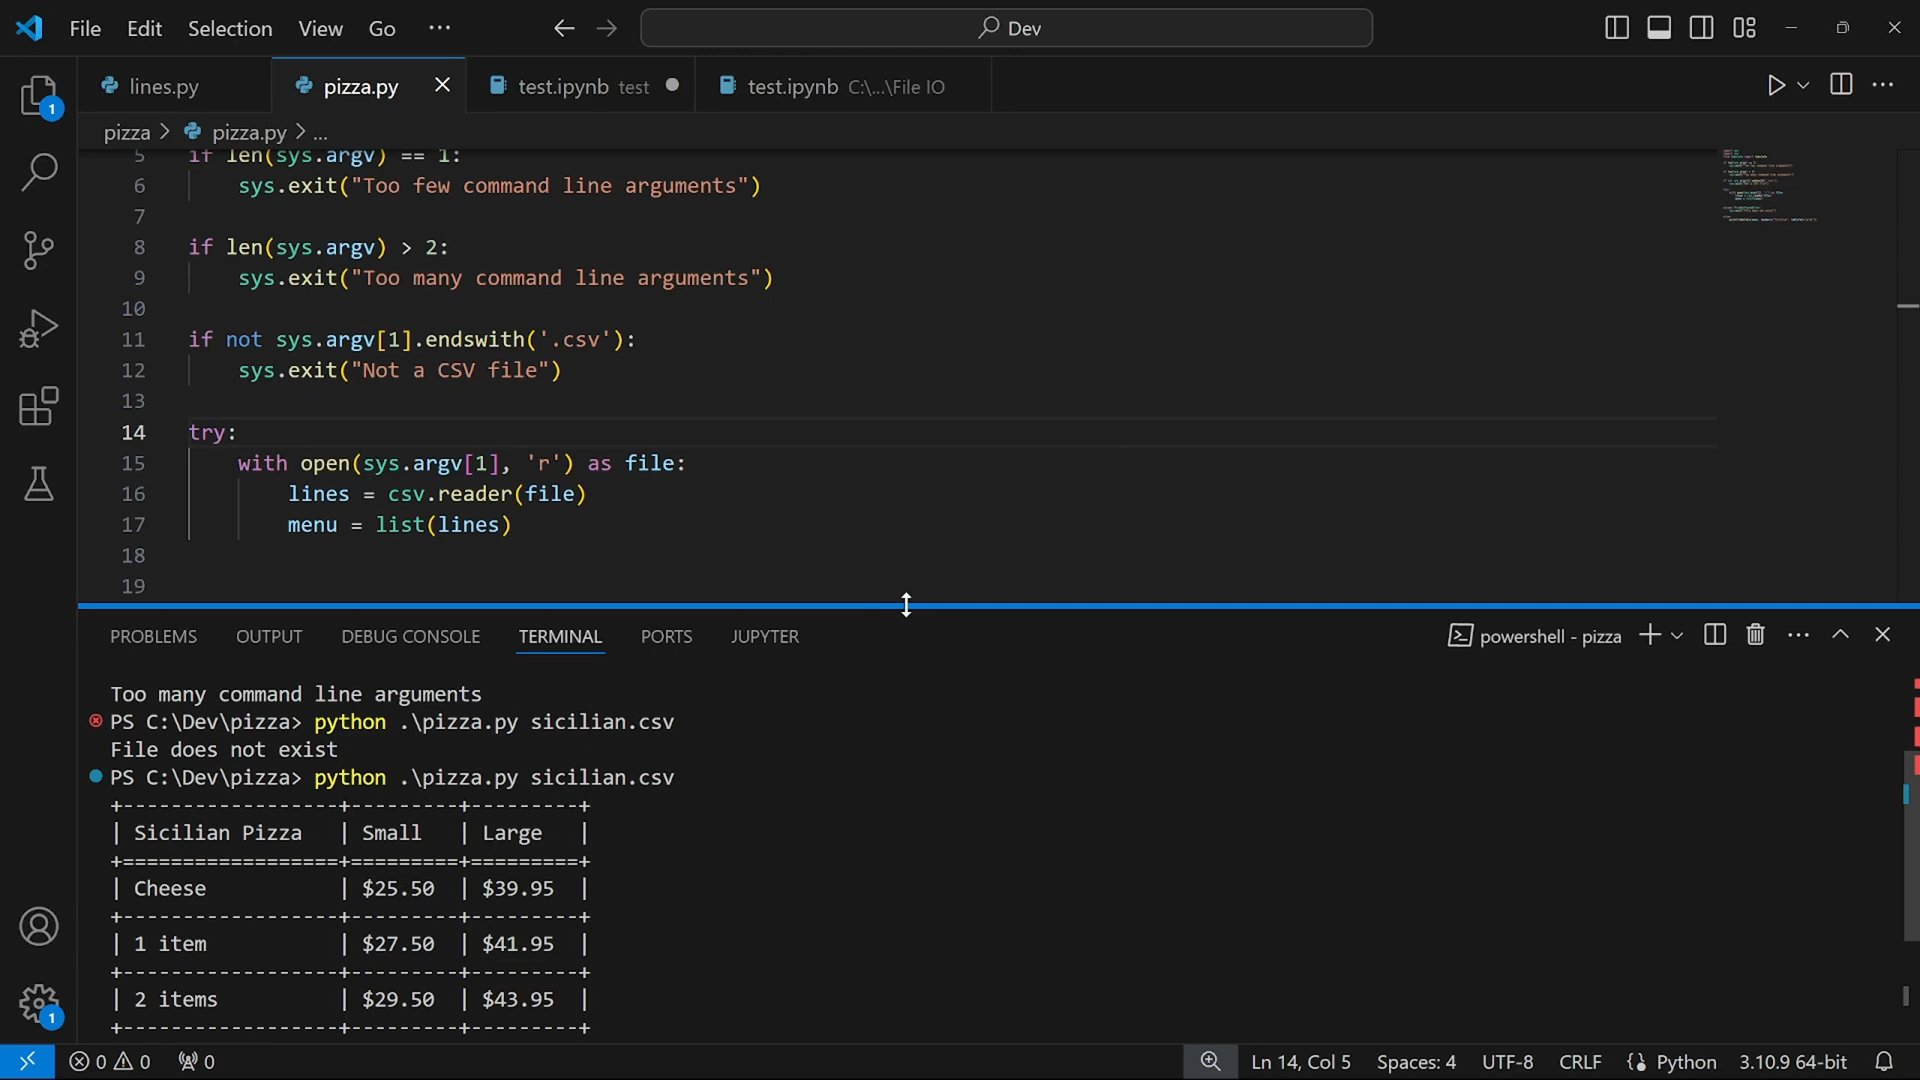 File Edit Selection View Go ··· Dev
lines.py pizza.py test.ipynb test test.ipynb C:\...\File IO
pizza > pizza.py > ...
5 if len(sys.argv) == 1:
6 sys.exit("Too few command line arguments")
7
8 if len(sys.argv) > 2:
9 sys.exit("Too many command line arguments")
10
11 if not sys.argv[1].endswith('.csv'):
12 sys.exit("Not a CSV file")
13
14 try:
15 with open(sys.argv[1], 'r') as file:
16 lines = csv.reader(file)
17 menu = list(lines)
18
19
PROBLEMS OUTPUT DEBUG CONSOLE TERMINAL PORTS JUPYTER powershell - pizza
Too many command line arguments
PS C:\Dev\pizza> python .\pizza.py sicilian.csv
File does not exist
PS C:\Dev\pizza> python .\pizza.py sicilian.csv
+------------------+---------+---------+
| Sicilian Pizza | Small | Large |
+==================+=========+=========+
| Cheese | $25.50 | $39.95 |
+------------------+---------+---------+
| 1 item | $27.50 | $41.95 |
+------------------+---------+---------+
| 2 items | $29.50 | $43.95 |
+------------------+---------+---------+
1
1
0 0 0 Ln 14, Col 5 Spaces: 4 UTF-8 CRLF Python 3.10.9 64-bit